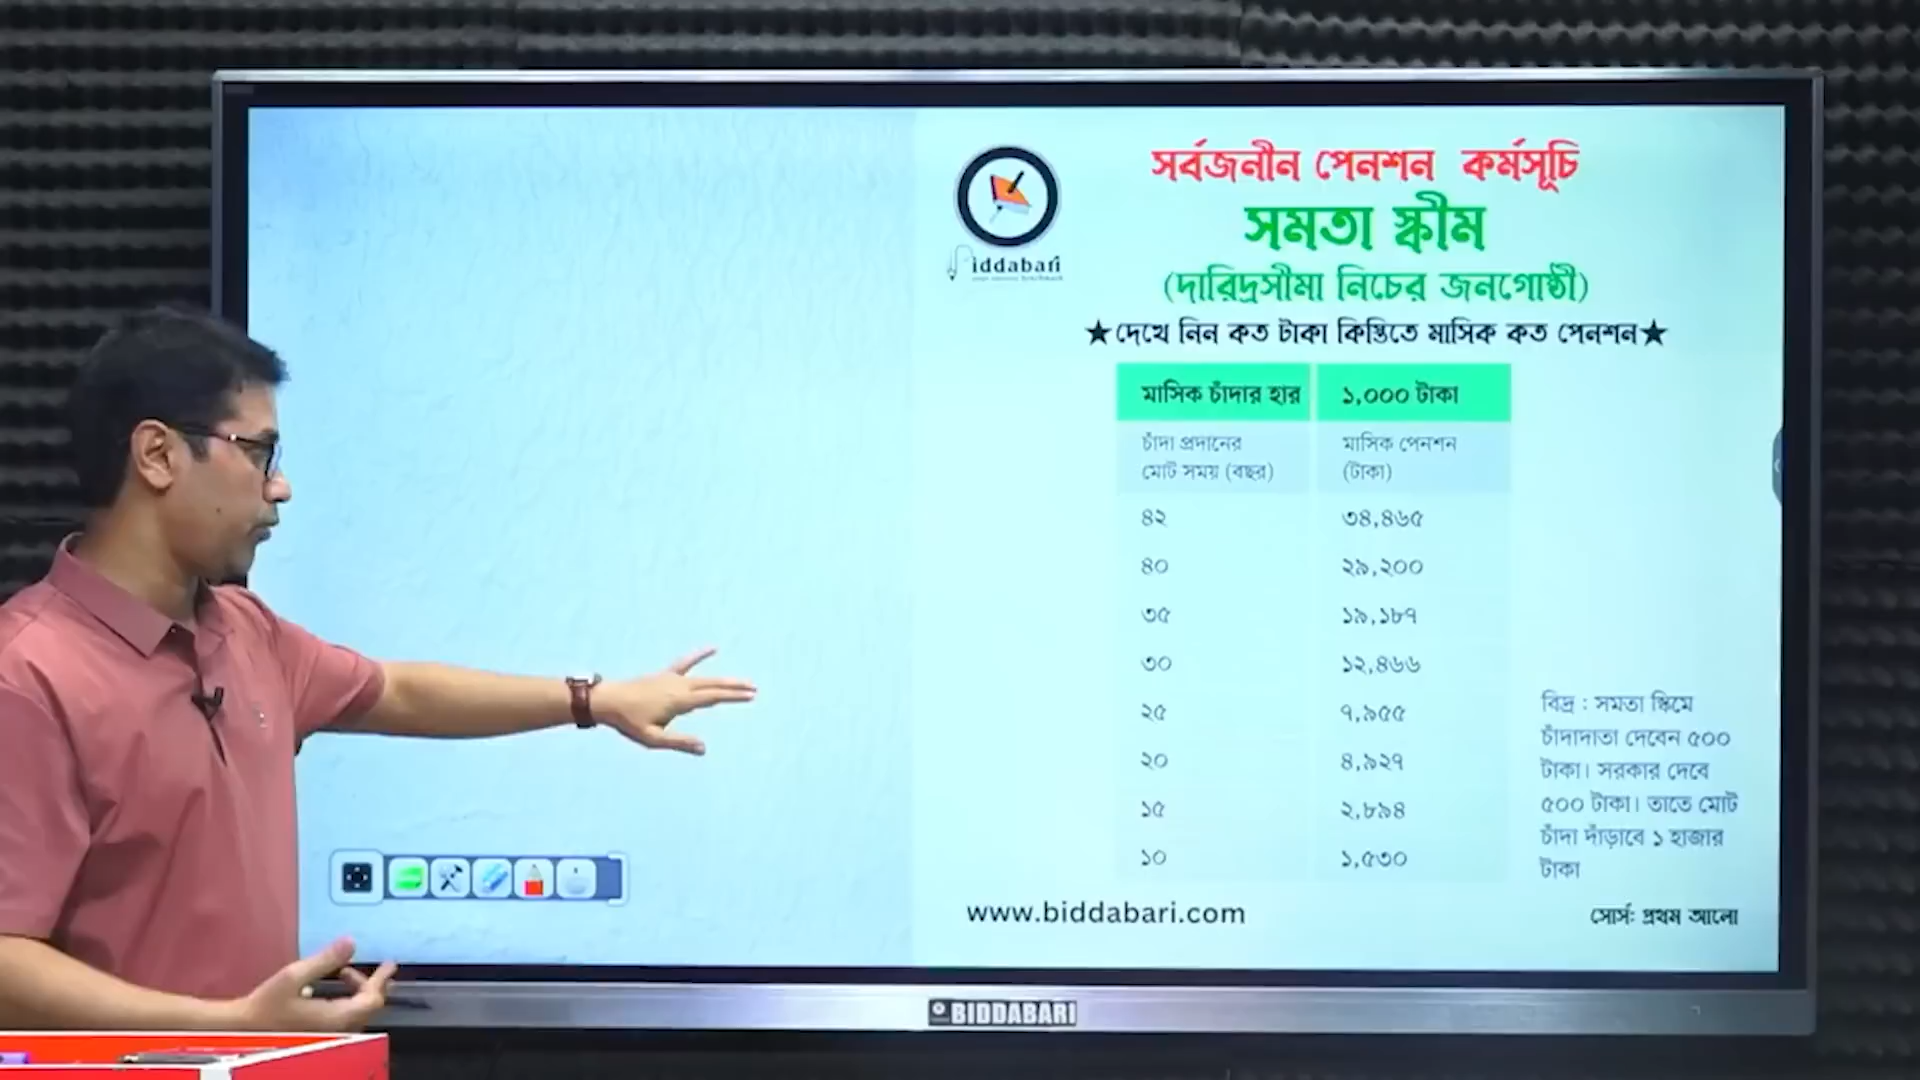 iddabari
সর্বজনীন পেনশন কর্মসূচি
সমতা স্কীম
(দারিদ্রসীমা নিচের জনগোষ্ঠী)
★দেখে নিন কত টাকা কিস্তিতে মাসিক কত পেনশন★
মাসিক চাঁদার হার ১,০০০ টাকা
চাঁদা প্রদানের মোট সময় (বছর) মাসিক পেনশন (টাকা)
৪২ ৩৪,৪৬৫
৪০ ২৯,২০০
৩৫ ১৯,১৮৭
৩০ ১২,৪৬৬
২৫ ৭,৯৫৫
২০ ৪,৯২৭
১৫ ২,৮৯৪
১০ ১,৫৩০
বিদ্র : সমতা স্কিমে
চাঁদাদাতা দেবেন ৫০০
টাকা। সরকার দেবে
৫০০ টাকা। তাতে মোট
চাঁদা দাঁড়াবে ১ হাজার
টাকা
www.biddabari.com
সোর্সঃ প্রথম আলো
BIDDABARI